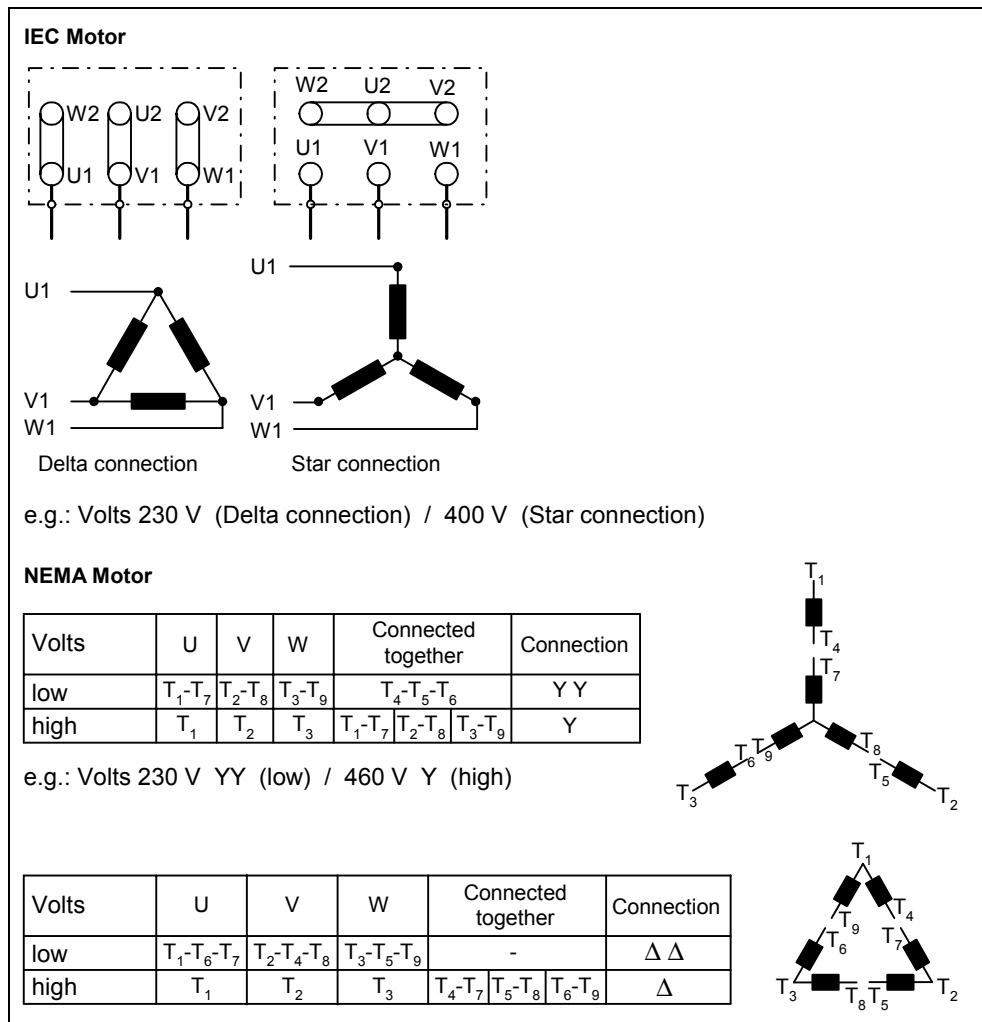 IEC Motor
W2 U2 V2
U1 V1 W1
W2 U2 V2
U1 V1 W1
U1
V1
W1
Delta connection
U1
V1
W1
Star connection
e.g.: Volts 230 V (Delta connection) / 400 V (Star connection)
NEMA Motor
Volts U V W Connected together Connection
low T1-T7 T2-T8 T3-T9 T4-T5-T6 Y Y
high T1 T2 T3 T1-T7 T2-T8 T3-T9 Y
e.g.: Volts 230 V YY (low) / 460 V Y (high)
T1
T4
T7
T6 T9 T8
T5
T3 T2
Volts U V W Connected together Connection
low T1-T6-T7 T2-T4-T8 T3-T5-T9 - Δ Δ
high T1 T2 T3 T4-T7 T5-T8 T6-T9 Δ
T1
T9 T4
T6 T7
T3 T8 T5 T2